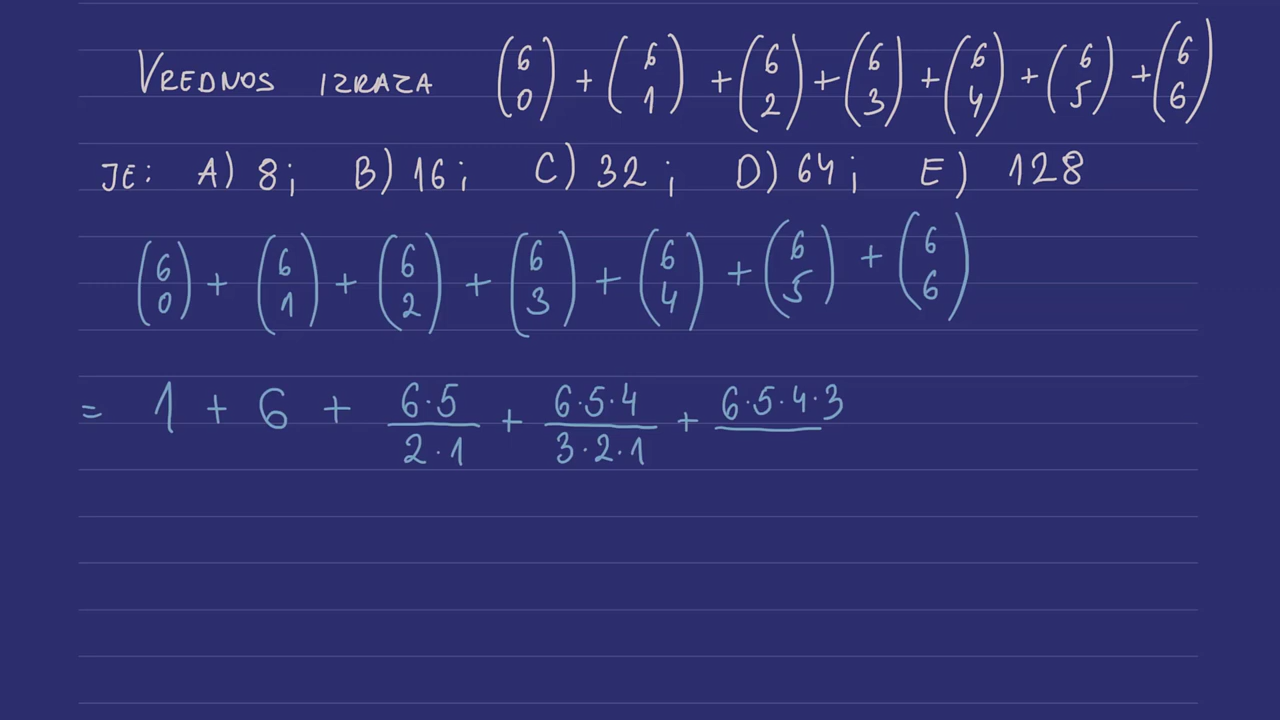 VREDNOS IZRAZA (6 0) + (6 1) + (6 2) + (6 3) + (6 4) + (6 5) + (6 6)
JE: A) 8; B) 16; C) 32; D) 64; E) 128
(6 0) + (6 1) + (6 2) + (6 3) + (6 4) + (6 5) + (6 6)
= 1 + 6 + 6·5/2·1 + 6·5·4/3·2·1 + 6·5·4·3